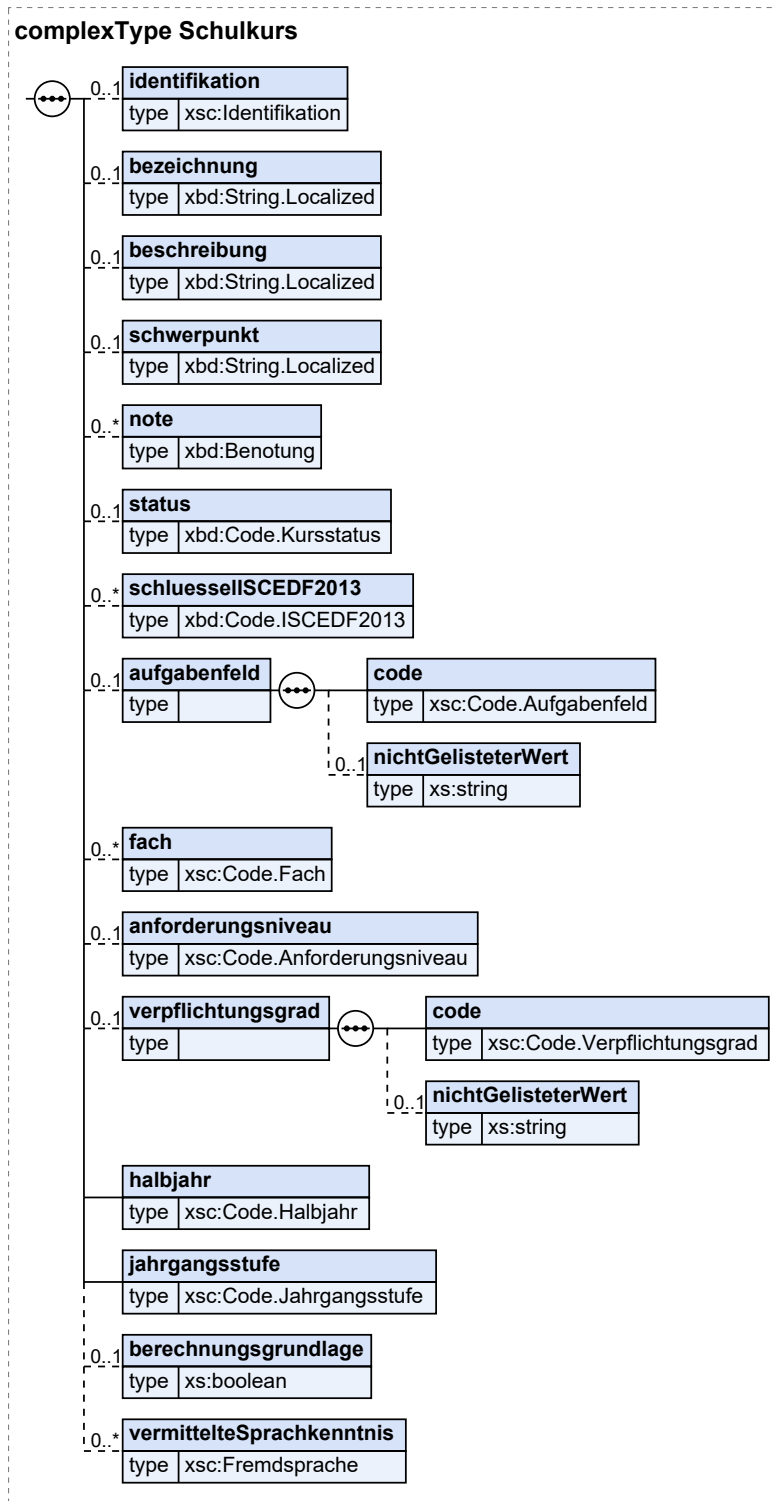 complexType Schulkurs
0..1 identifikation
type xsc:Identifikation
0..1 bezeichnung
type xbd:String.Localized
0..1 beschreibung
type xbd:String.Localized
0..1 schwerpunkt
type xbd:String.Localized
0..* note
type xbd:Benotung
0..1 status
type xbd:Code.Kursstatus
0..* schluesselISCEDF2013
type xbd:Code.ISCEDF2013
0..1 aufgabenfeld
type
code
type xsc:Code.Aufgabenfeld
0..1 nichtGelisteterWert
type xs:string
0..* fach
type xsc:Code.Fach
0..1 anforderungsniveau
type xsc:Code.Anforderungsniveau
0..1 verpflichtungsgrad
type
code
type xsc:Code.Verpflichtungsgrad
0..1 nichtGelisteterWert
type xs:string
halbjahr
type xsc:Code.Halbjahr
jahrgangsstufe
type xsc:Code.Jahrgangsstufe
0..1 berechnungsgrundlage
type xs:boolean
0..* vermittelteSprachkenntnis
type xsc:Fremdsprache